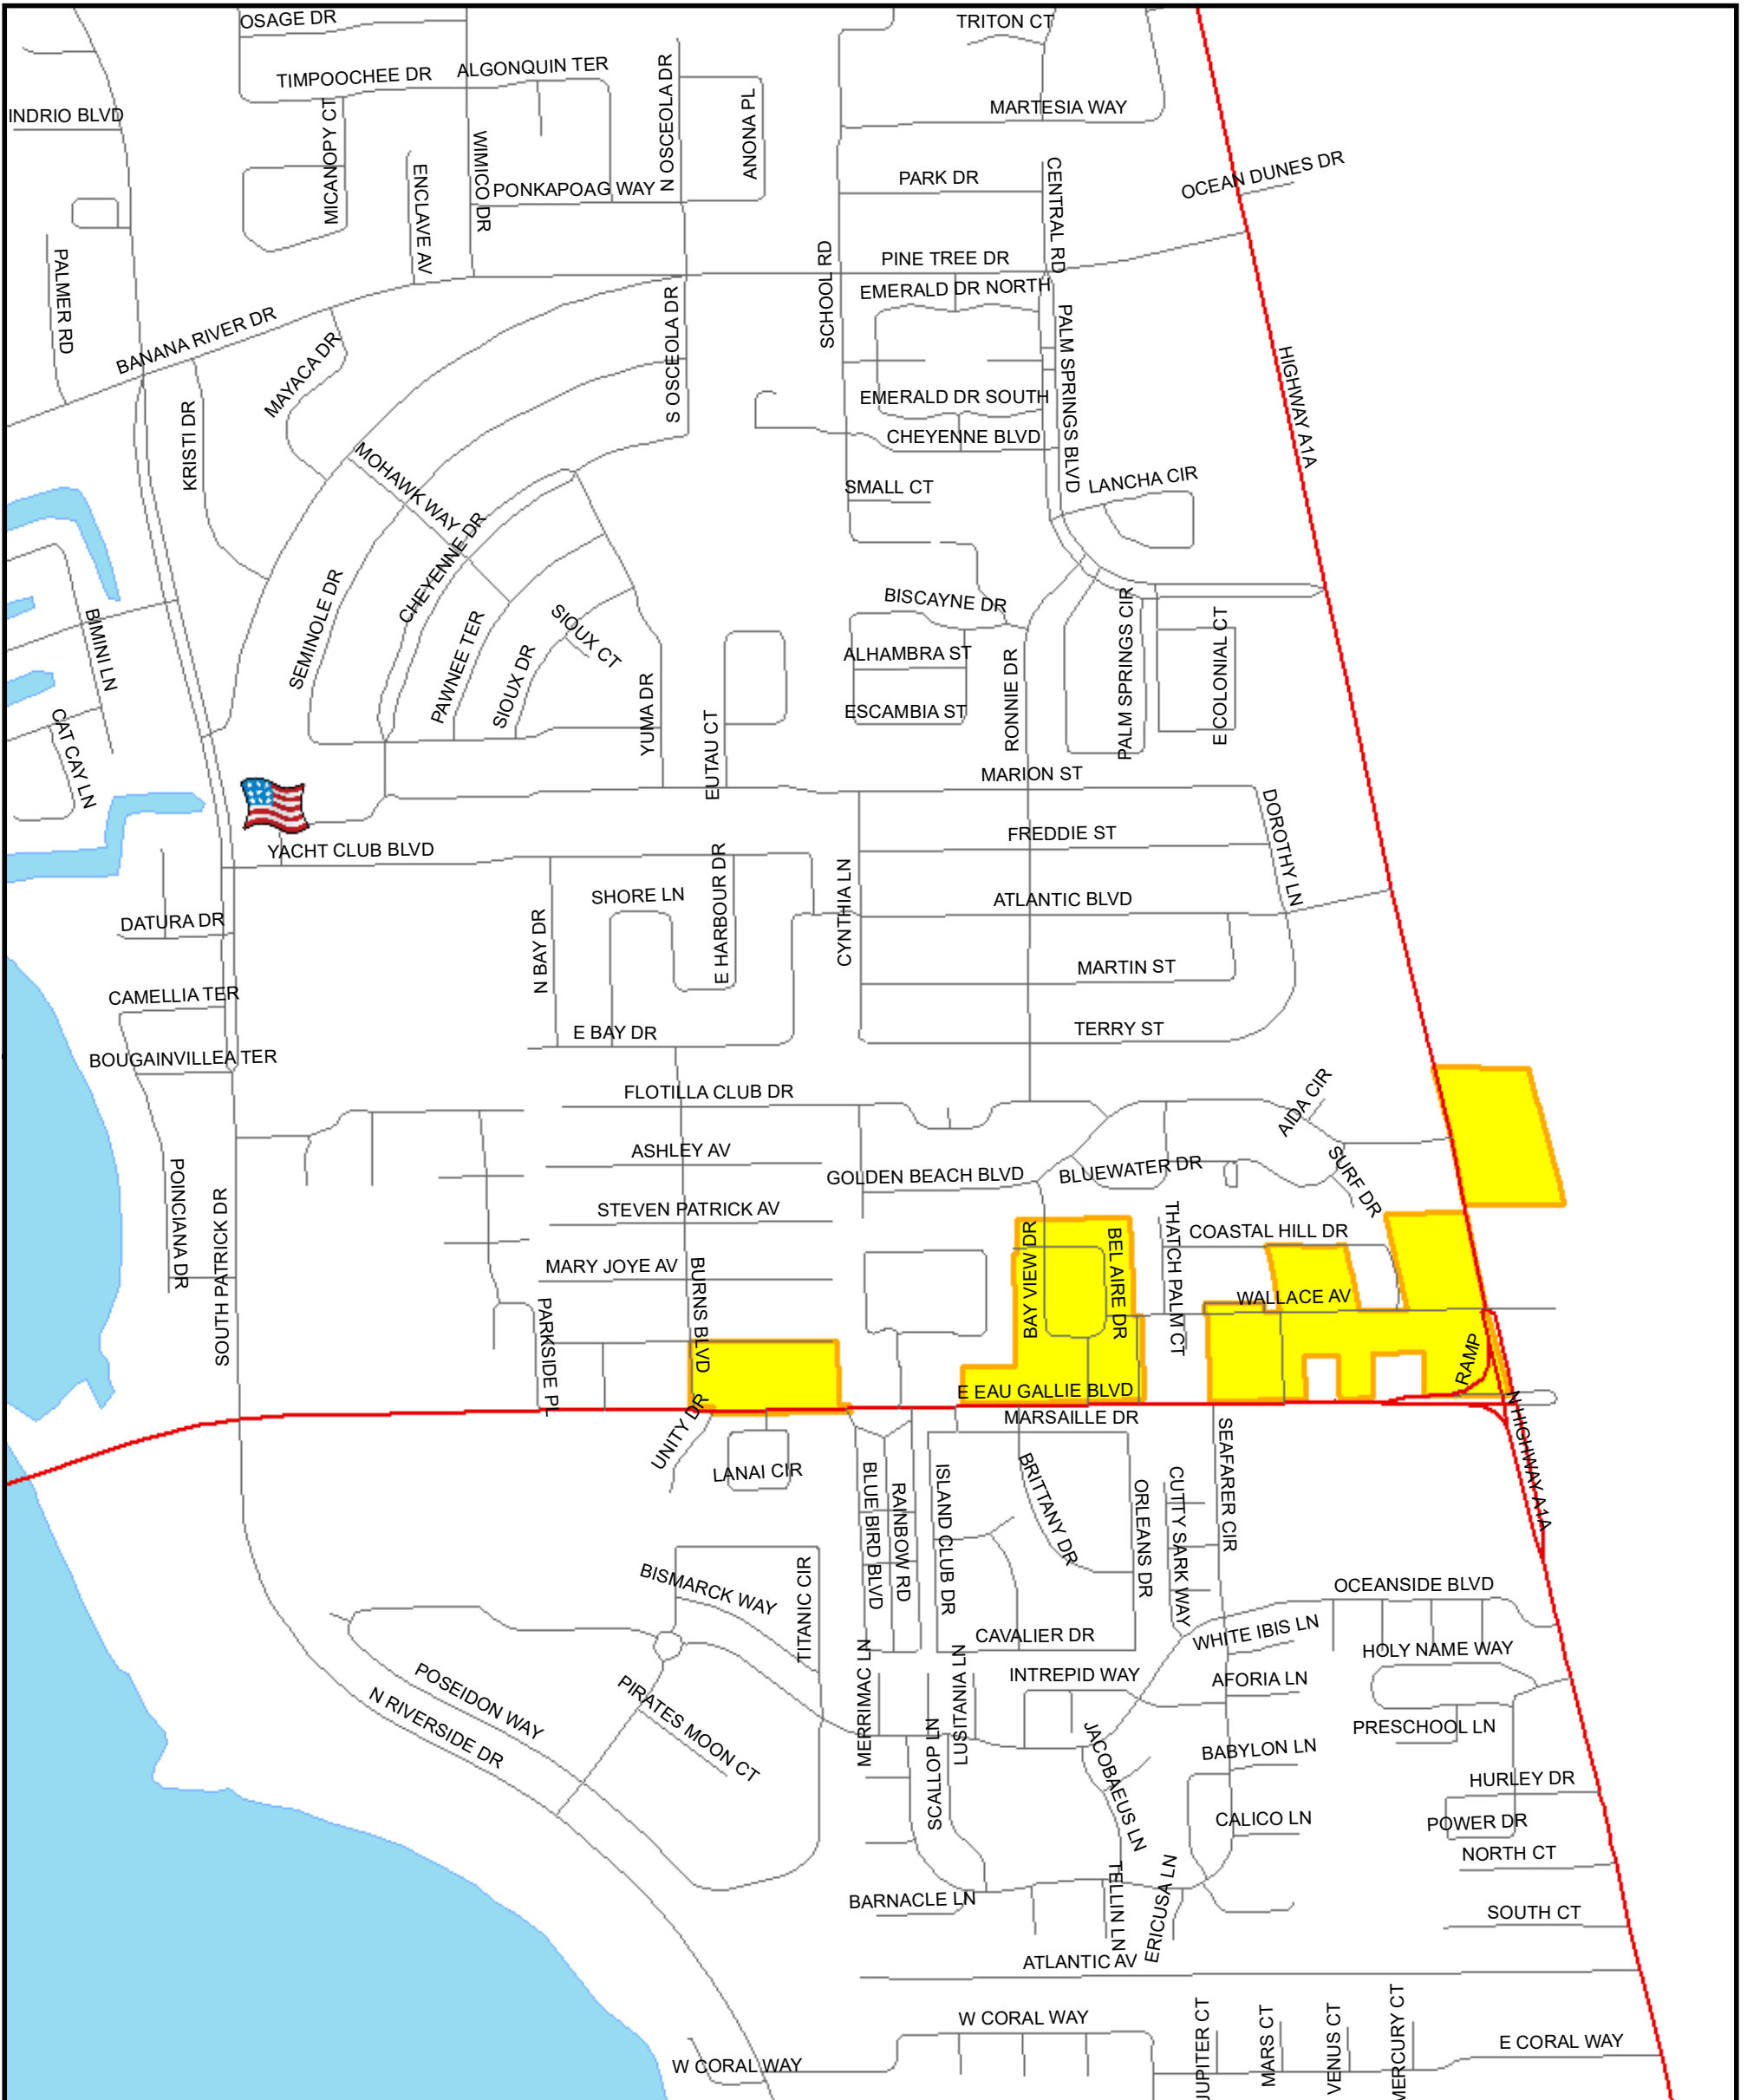 OSAGE DR
TRITON CT
TIMPOOCHEE DR
ALGONQUIN TER
INDRIO BLVD
MICANOPY CT
N OSCEOLA DR
ANONA PL
MARTESIA WAY
WIMICO DR
ENCLAVE AV
PONKAPOAG WAY
PARK DR
CENTRAL RD
OCEAN DUNES DR
PALMER RD
SCHOOL RD
PINE TREE DR
EMERALD DR NORTH
BANANA RIVER DR
MAYACA DR
S OSCEOLA DR
PALM SPRINGS BLVD
HIGHWAY A1A
KRISTI DR
EMERALD DR SOUTH
CHEYENNE BLVD
MOHAWK WAY
SMALL CT
LANCHA CIR
CHEYENNE DR
SEMINOLE DR
BIMINI LN
PAWNEE TER
SIOUX CT
SIOUX DR
BISCAYNE DR
ALHAMBRA ST
ESCAMBIA ST
RONNIE DR
PALM SPRINGS CIR
E COLONIAL CT
CAT CAY LN
YUMA DR
EUTAU CT
MARION ST
DOROTHY LN
FREDDIE ST
YACHT CLUB BLVD
SHORE LN
E HARBOUR DR
CYNTHIA LN
ATLANTIC BLVD
DATURA DR
N BAY DR
MARTIN ST
CAMELLIA TER
E BAY DR
TERRY ST
BOUGAINVILLEA TER
FLOTILLA CLUB DR
AIDA CIR
ASHLEY AV
GOLDEN BEACH BLVD
BLUEWATER DR
SURF DR
POINCIANA DR
SOUTH PATRICK DR
STEVEN PATRICK AV
THATCH PALM CT
COASTAL HILL DR
BAY VIEW DR
BEL AIRE DR
MARY JOYE AV
BURNS BLVD
WALLACE AV
PARKSIDE PL
RAMP
E EAU GALLIE BLVD
UNITY DR
MARSAILLE DR
N HIGHWAY A1A
LANAI CIR
BLUE BIRD BLVD
RAINBOW RD
ISLAND CLUB DR
BRITTANY DR
ORLEANS DR
CUTTY SARK WAY
SEAFARER CIR
BISMARCK WAY
TITANIC CIR
OCEANSIDE BLVD
CAVALIER DR
WHITE IBIS LN
HOLY NAME WAY
MERRIMAC LN
LUSITANIA LN
INTREPID WAY
AFORIA LN
POSEIDON WAY
PIRATES MOON CT
N RIVERSIDE DR
SCALLOP LN
JACOBAEUS LN
PRESCHOOL LN
BABYLON LN
HURLEY DR
CALICO LN
POWER DR
NORTH CT
BARNACLE LN
TELLIN LN
ERICUSA LN
SOUTH CT
ATLANTIC AV
W CORAL WAY
JUPITER CT
MARS CT
VENUS CT
MERCURY CT
E CORAL WAY
W CORAL WAY